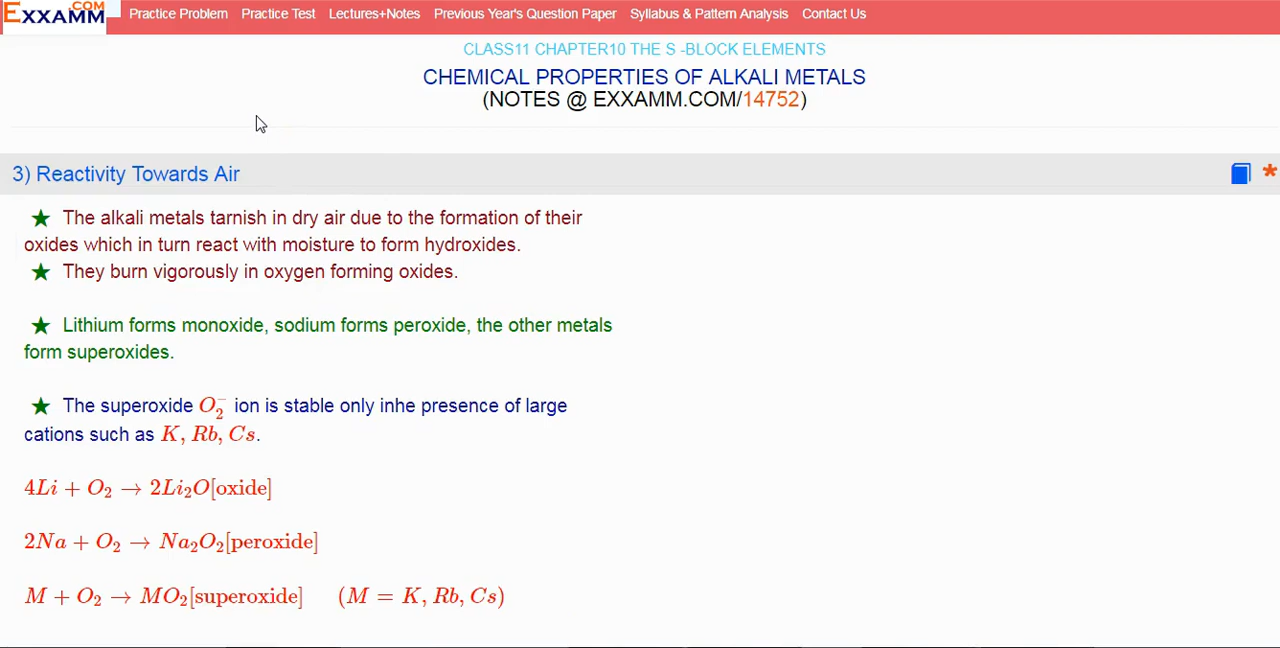 EXXAMM.COM
Practice Problem Practice Test Lectures+Notes Previous Year's Question Paper Syllabus & Pattern Analysis Contact Us
CLASS11 CHAPTER10 THE S -BLOCK ELEMENTS
CHEMICAL PROPERTIES OF ALKALI METALS
(NOTES @ EXXAMM.COM/14752)
3) Reactivity Towards Air *
★ The alkali metals tarnish in dry air due to the formation of their
oxides which in turn react with moisture to form hydroxides.
★ They burn vigorously in oxygen forming oxides.
★ Lithium forms monoxide, sodium forms peroxide, the other metals
form superoxides.
★ The superoxide O₂⁻ ion is stable only inhe presence of large
cations such as K, Rb, Cs.
4Li + O₂ → 2Li₂O[oxide]
2Na + O₂ → Na₂O₂[peroxide]
M + O₂ → MO₂[superoxide] (M = K, Rb, Cs)